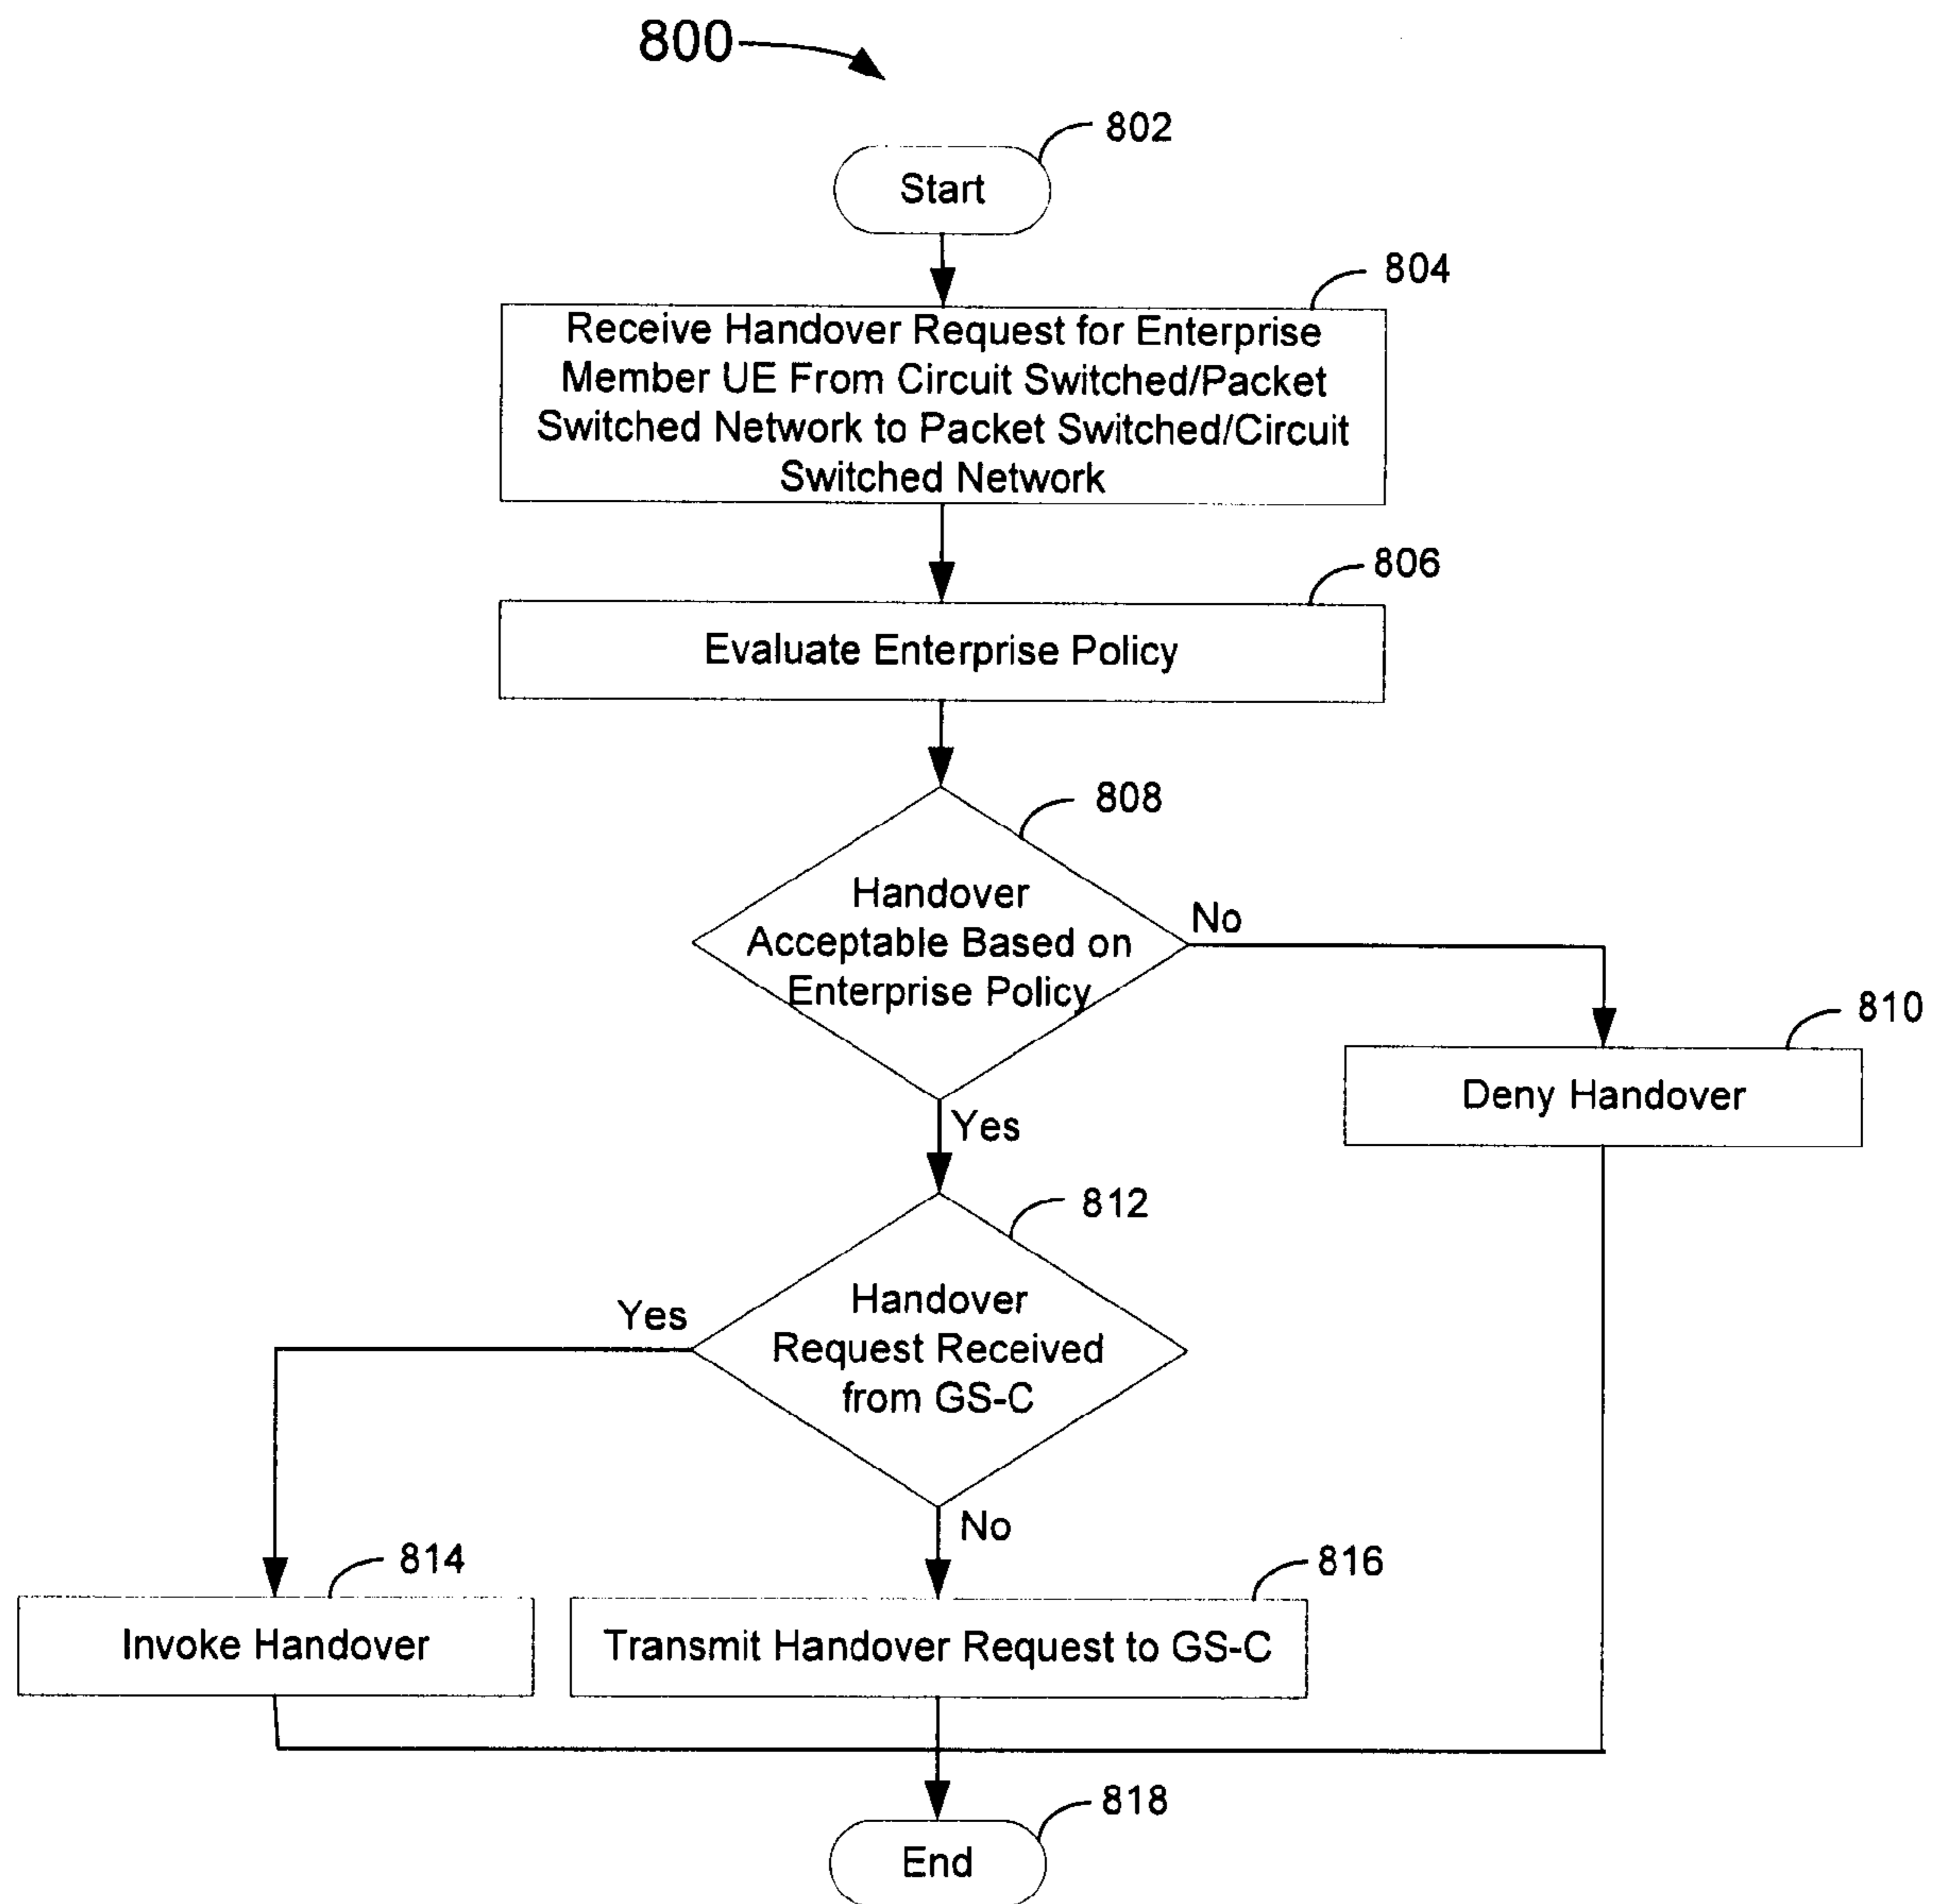 800
802
Start
804
Receive Handover Request for Enterprise
Member UE From Circuit Switched/Packet
Switched Network to Packet Switched/Circuit
Switched Network
806
Evaluate Enterprise Policy
808
Handover
Acceptable Based on
Enterprise Policy
No
810
Deny Handover
Yes
812
Handover
Request Received
from GS-C
Yes
No
814
Invoke Handover
816
Transmit Handover Request to GS-C
818
End